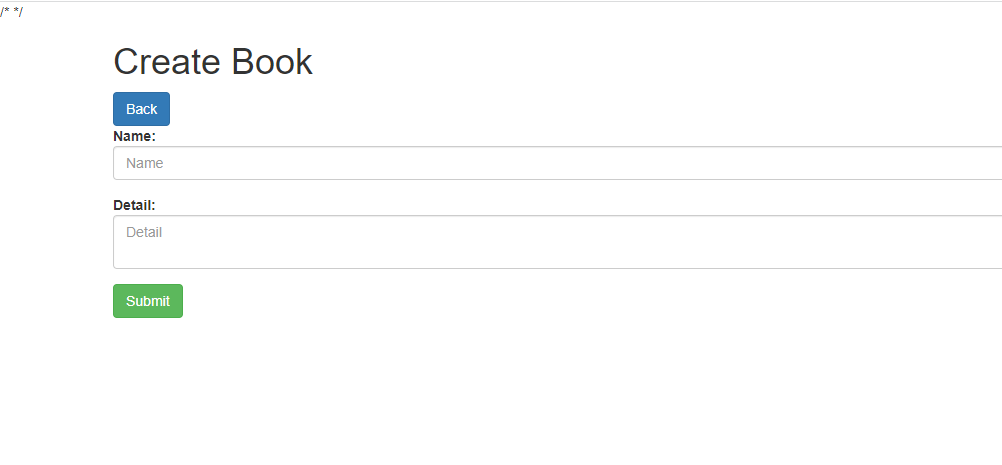 /* */
Create Book
Back
Name:
Name
Detail:
Detail
Submit